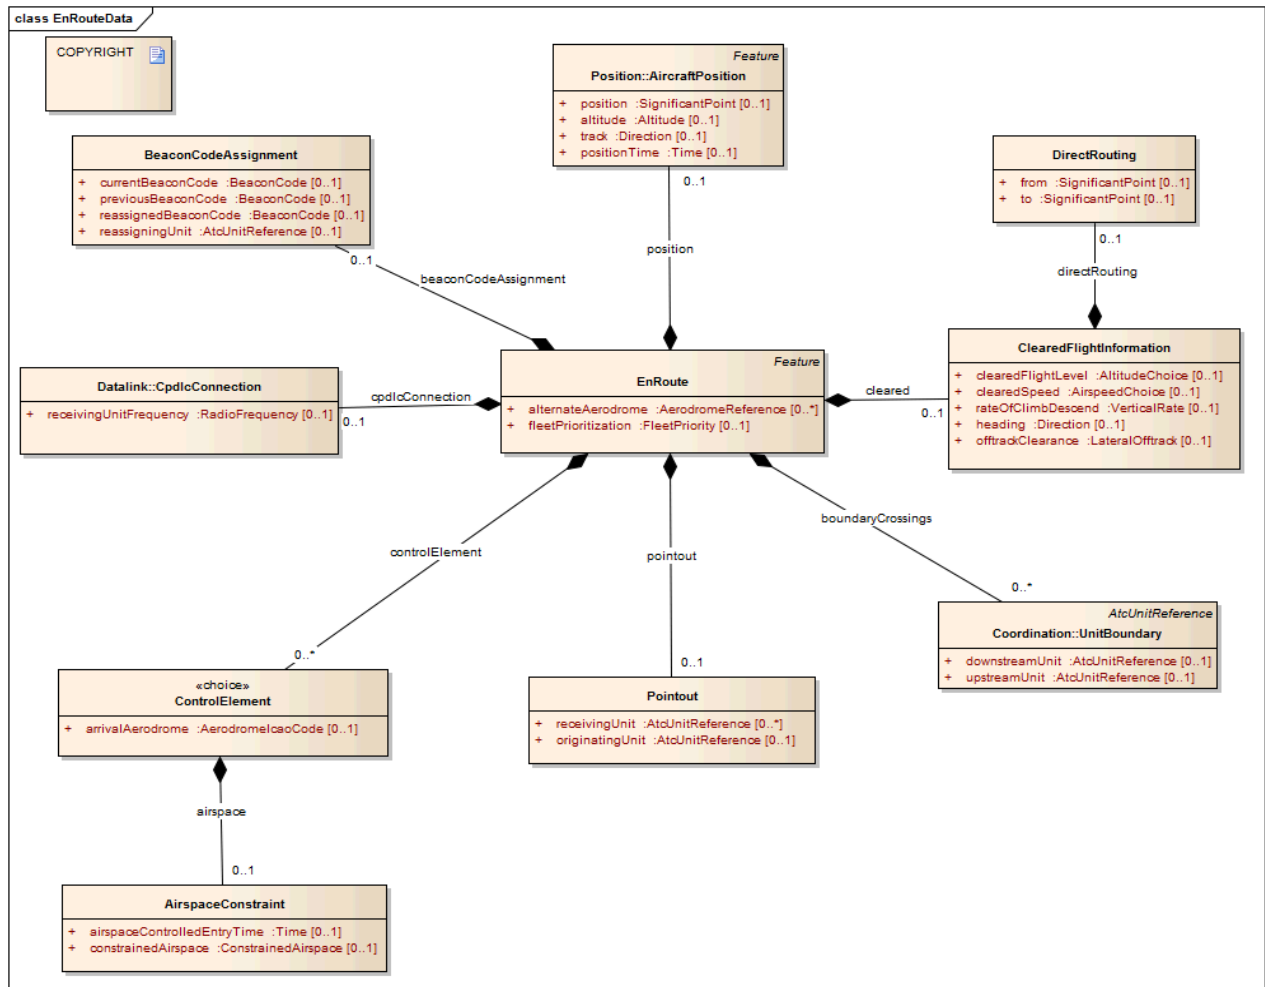 class EnRouteData
COPYRIGHT
Feature
Position::AircraftPosition
+ position :SignificantPoint [0..1]
+ altitude :Altitude [0..1]
+ track :Direction [0..1]
+ positionTime :Time [0..1]
0..1
position
BeaconCodeAssignment
+ currentBeaconCode :BeaconCode [0..1]
+ previousBeaconCode :BeaconCode [0..1]
+ reassignedBeaconCode :BeaconCode [0..1]
+ reassigningUnit :AtcUnitReference [0..1]
0..1
beaconCodeAssignment
DirectRouting
+ from :SignificantPoint [0..1]
+ to :SignificantPoint [0..1]
0..1
directRouting
ClearedFlightInformation
+ clearedFlightLevel :AltitudeChoice [0..1]
+ clearedSpeed :AirspeedChoice [0..1]
+ rateOfClimbDescend :VerticalRate [0..1]
+ heading :Direction [0..1]
+ offtrackClearance :LateralOfftrack [0..1]
cleared
0..1
Feature
EnRoute
+ alternateAerodrome :AerodromeReference [0..*]
+ fleetPrioritization :FleetPriority [0..1]
Datalink::CpdlcConnection
+ receivingUnitFrequency :RadioFrequency [0..1]
cpdlcConnection
0..1
controlElement
0..*
pointout
0..1
boundaryCrossings
0..*
AtcUnitReference
Coordination::UnitBoundary
+ downstreamUnit :AtcUnitReference [0..1]
+ upstreamUnit :AtcUnitReference [0..1]
«choice»
ControlElement
+ arrivalAerodrome :AerodromeIcaoCode [0..1]
Pointout
+ receivingUnit :AtcUnitReference [0..*]
+ originatingUnit :AtcUnitReference [0..1]
airspace
0..1
AirspaceConstraint
+ airspaceControlledEntryTime :Time [0..1]
+ constrainedAirspace :ConstrainedAirspace [0..1]